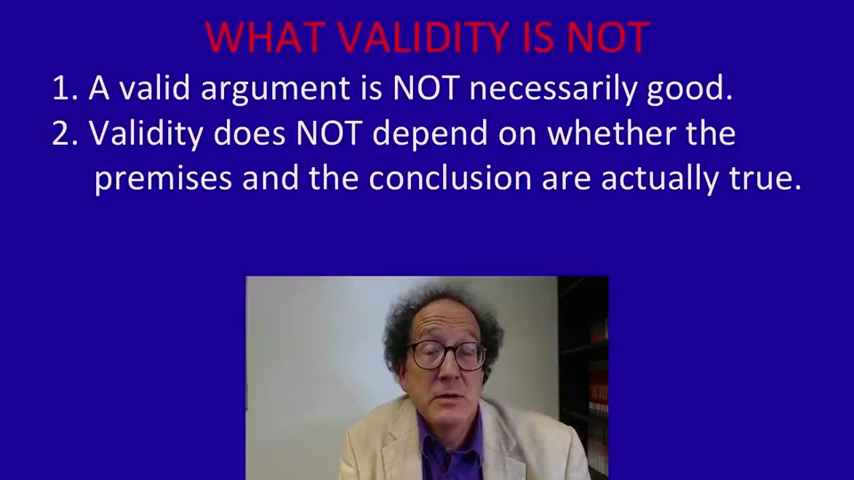 WHAT VALIDITY IS NOT
1. A valid argument is NOT necessarily good.
2. Validity does NOT depend on whether the
premises and the conclusion are actually true.